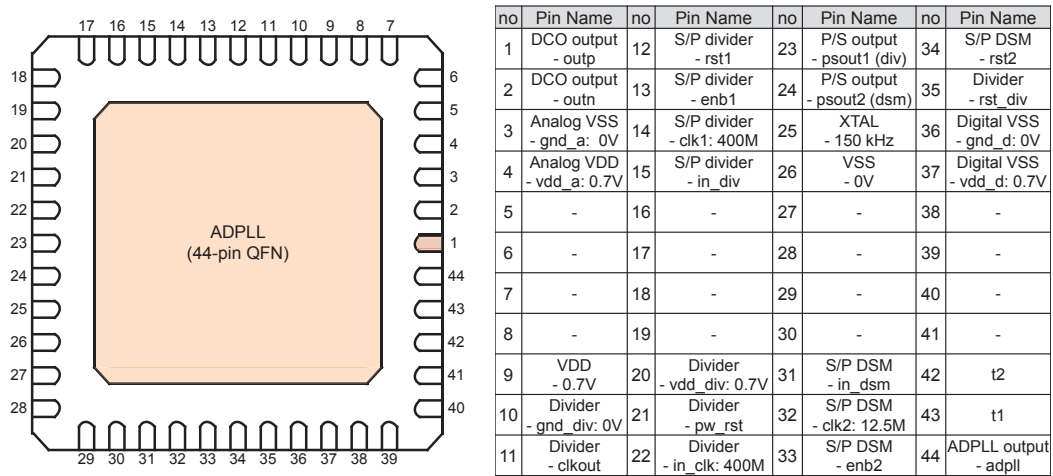 17 16 15 14 13 12 11 10 9 8 7
18 6
19 5
20 4
21 3
22 2
23 1
24 44
25 43
26 42
27 41
28 40
29 30 31 32 33 34 35 36 37 38 39
ADPLL
(44-pin QFN)
no Pin Name no Pin Name no Pin Name no Pin Name
1 DCO output - outp 12 S/P divider - rst1 23 P/S output - psout1 (div) 34 S/P DSM - rst2
2 DCO output - outn 13 S/P divider - enb1 24 P/S output - psout2 (dsm) 35 Divider - rst_div
3 Analog VSS - gnd_a: 0V 14 S/P divider - clk1: 400M 25 XTAL - 150 kHz 36 Digital VSS - gnd_d: 0V
4 Analog VDD - vdd_a: 0.7V 15 S/P divider - in_div 26 VSS - 0V 37 Digital VSS - vdd_d: 0.7V
5 - 16 - 27 - 38 -
6 - 17 - 28 - 39 -
7 - 18 - 29 - 40 -
8 - 19 - 30 - 41 -
9 VDD - 0.7V 20 Divider - vdd_div: 0.7V 31 S/P DSM - in_dsm 42 t2
10 Divider - gnd_div: 0V 21 Divider - pw_rst 32 S/P DSM - clk2: 12.5M 43 t1
11 Divider - clkout 22 Divider - in_clk: 400M 33 S/P DSM - enb2 44 ADPLL output - adpll